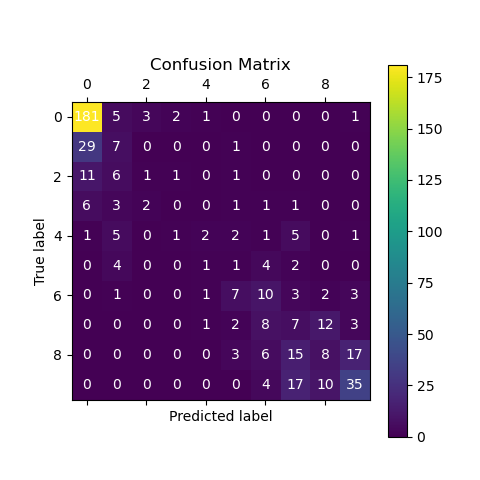 Confusion Matrix
0 2 4 6 8
0 181 5 3 2 1 0 0 0 0 1
29 7 0 0 0 1 0 0 0 0
2 11 6 1 1 0 1 0 0 0 0
6 3 2 0 0 1 1 1 0 0
4 1 5 0 1 2 2 1 5 0 1
0 4 0 0 1 1 4 2 0 0
6 0 1 0 0 1 7 10 3 2 3
0 0 0 0 1 2 8 7 12 3
8 0 0 0 0 0 3 6 15 8 17
0 0 0 0 0 0 4 17 10 35
True label
Predicted label
175
150
125
100
75
50
25
0